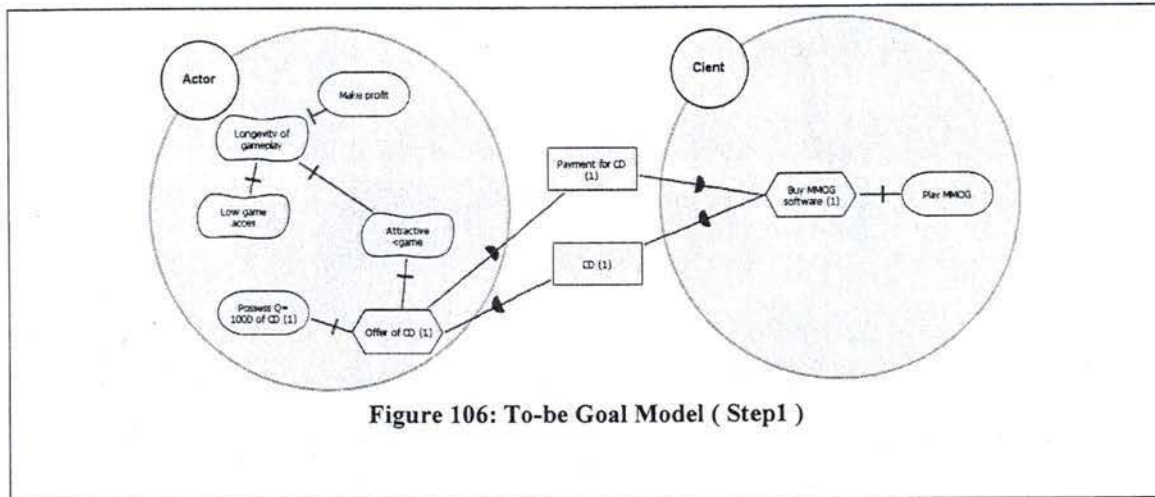 Actor
Cient
Make profit
Longevity of
gameplay
Payment for CD
(1)
Buy MMOG
software (1)
Play MMOG
Low game
acces
Attractive
<game
CD (1)
Possess Q=
1000 of CD (1)
Offer of CD (1)
Figure 106: To-be Goal Model ( Step1 )